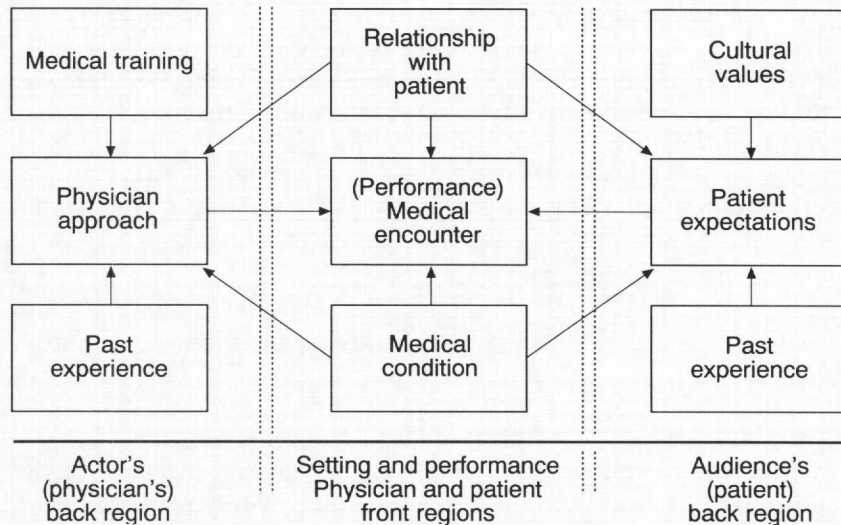 Medical training
Relationship
with
patient
Cultural
values
Physician
approach
(Performance)
Medical
encounter
Patient
expectations
Past
experience
Medical
condition
Past
experience
Actor's
(physician's)
back region
Setting and performance
Physician and patient
front regions
Audience's
(patient)
back region